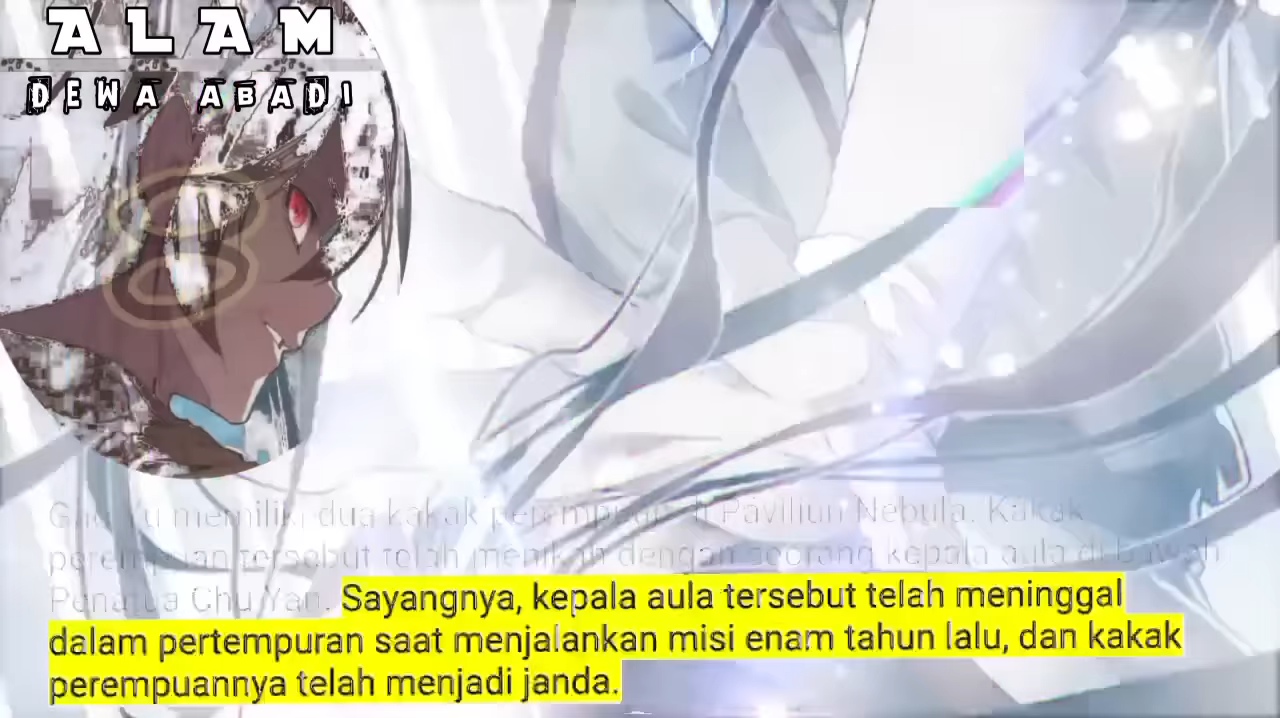 ALAM
DEWA ABADI
Gao Yu memiliki dua kakak perempuan di Paviliun Nebula. Kakak
perempuan tersebut telah menikah dengan seorang kepala aula di bawah
Penatua Chu Yan. Sayangnya, kepala aula tersebut telah meninggal
dalam pertempuran saat menjalankan misi enam tahun lalu, dan kakak
perempuannya telah menjadi janda.